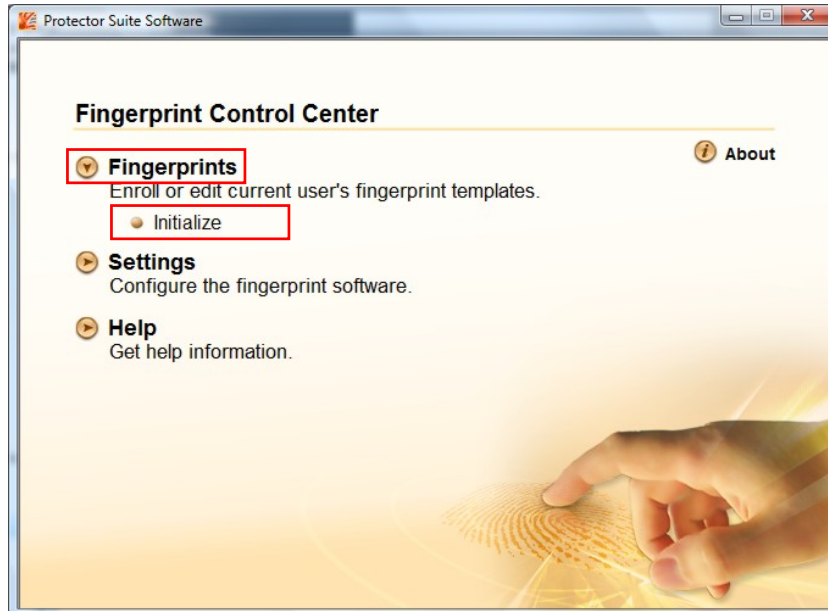 Protector Suite Software
Fingerprint Control Center
About
Fingerprints
Enroll or edit current user's fingerprint templates.
Initialize
Settings
Configure the fingerprint software.
Help
Get help information.